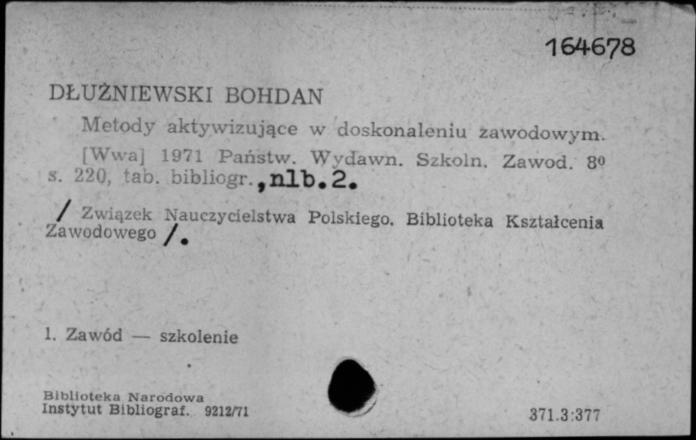 164678
DŁUŻNIEWSKI BOHDAN
Metody aktywizujące w doskonaleniu zawodowym.
[Wwa] 1971 Państw. Wydawn. Szkoln. Zawod. 8⁰
s. 220, tab. bibliogr., nlb. 2.
/ Związek Nauczycielstwa Polskiego. Biblioteka Kształcenia
Zawodowego /.
1. Zawód — szkolenie
Biblioteka Narodowa
Instytut Bibliograf. 9212/71
371.3:377